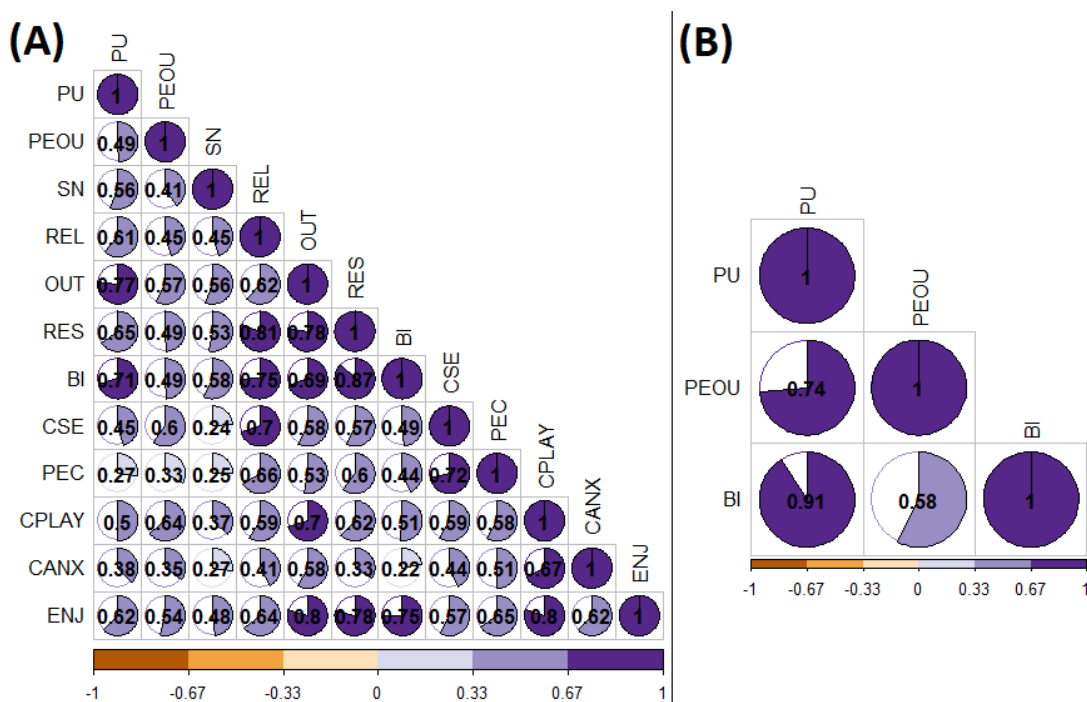 (A)
PU
PEOU
SN
REL
OUT
RES
BI
CSE
PEC
CPLAY
CANX
ENJ
PU 1
PEOU 0.49 1
SN 0.56 0.41 1
REL 0.61 0.45 0.45 1
OUT 0.77 0.57 0.56 0.62 1
RES 0.65 0.49 0.53 0.81 0.78 1
BI 0.71 0.49 0.58 0.75 0.69 0.87 1
CSE 0.45 0.6 0.24 0.7 0.58 0.57 0.49 1
PEC 0.27 0.33 0.25 0.66 0.53 0.6 0.44 0.72 1
CPLAY 0.5 0.64 0.37 0.59 0.7 0.62 0.51 0.59 0.58 1
CANX 0.38 0.35 0.27 0.41 0.58 0.33 0.22 0.44 0.51 0.67 1
ENJ 0.62 0.54 0.48 0.64 0.8 0.78 0.75 0.57 0.65 0.8 0.62 1
-1 -0.67 -0.33 0 0.33 0.67 1
(B)
PU
PEOU
BI
PU 1
PEOU 0.74 1
BI 0.91 0.58 1
-1 -0.67 -0.33 0 0.33 0.67 1